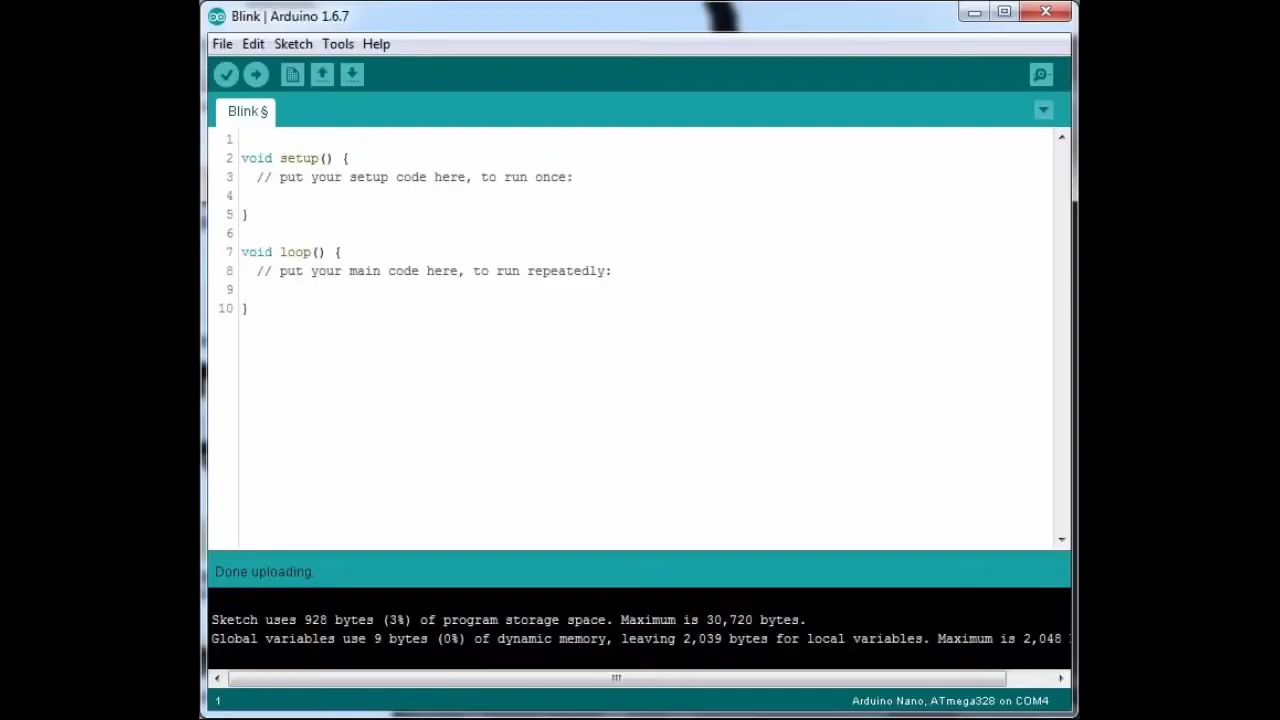 Blink | Arduino 1.6.7
File Edit Sketch Tools Help
Blink §
1
2 void setup() {
3 // put your setup code here, to run once:
4
5 }
6
7 void loop() {
8 // put your main code here, to run repeatedly:
9
10 }
Done uploading.
Sketch uses 928 bytes (3%) of program storage space. Maximum is 30,720 bytes.
Global variables use 9 bytes (0%) of dynamic memory, leaving 2,039 bytes for local variables. Maximum is 2,048
1 Arduino Nano, ATmega328 on COM4